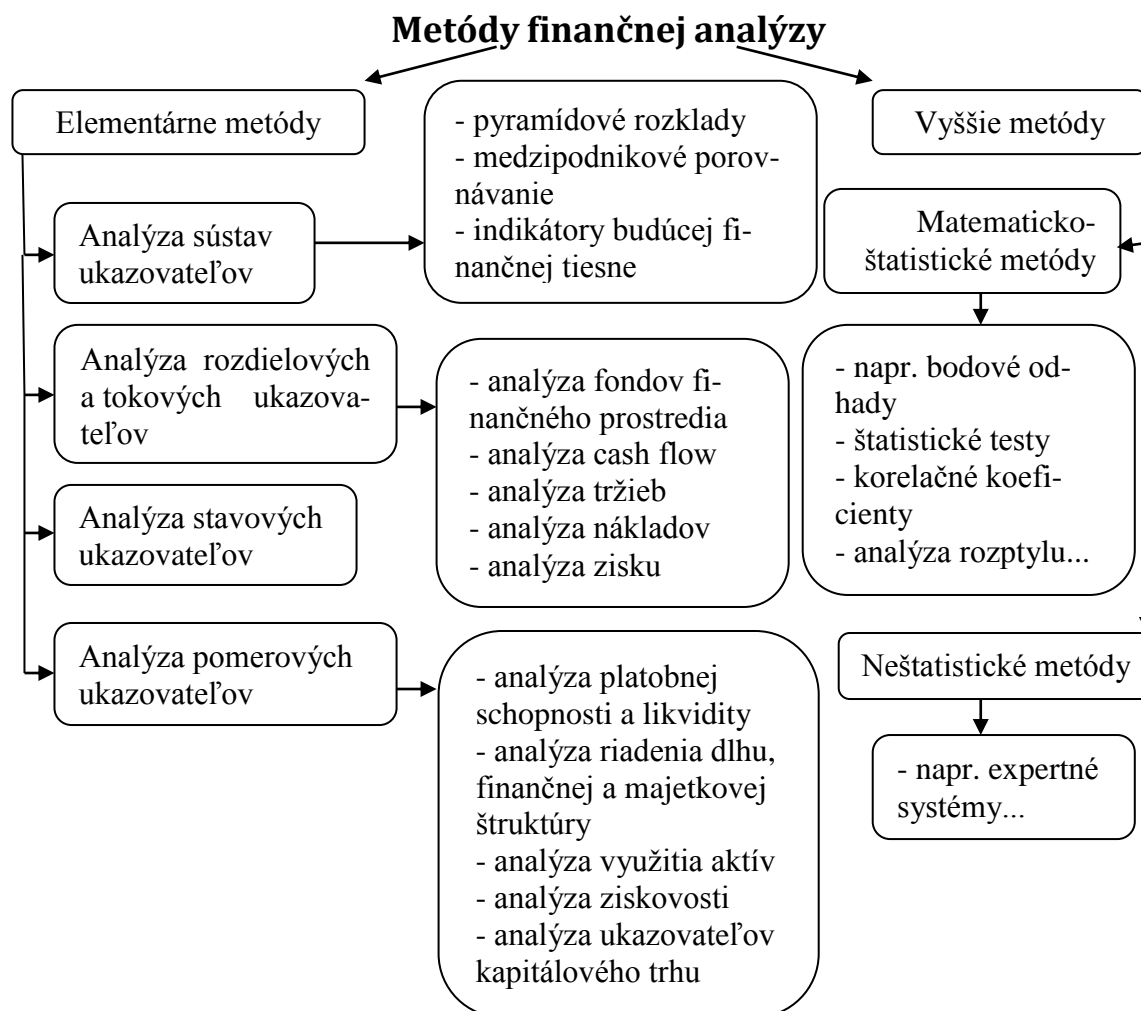 Metódy finančnej analýzy
Elementárne metódy
- pyramídové rozklady
- medzipodnikové porov-
návanie
- indikátory budúcej fi-
nančnej tiesne
Vyššie metódy
Analýza sústav
ukazovateľov
Matematicko-
štatistické metódy
Analýza rozdielových
a tokových ukazova-
teľov
- analýza fondov fi-
nančného prostredia
- analýza cash flow
- analýza tržieb
- analýza nákladov
- analýza zisku
- napr. bodové od-
hady
- štatistické testy
- korelačné koefi-
cienty
- analýza rozptylu...
Analýza stavových
ukazovateľov
Analýza pomerových
ukazovateľov
- analýza platobnej
schopnosti a likvidity
- analýza riadenia dlhu,
finančnej a majetkovej
štruktúry
- analýza využitia aktív
- analýza ziskovosti
- analýza ukazovateľov
kapitálového trhu
Neštatistické metódy
- napr. expertné
systémy...